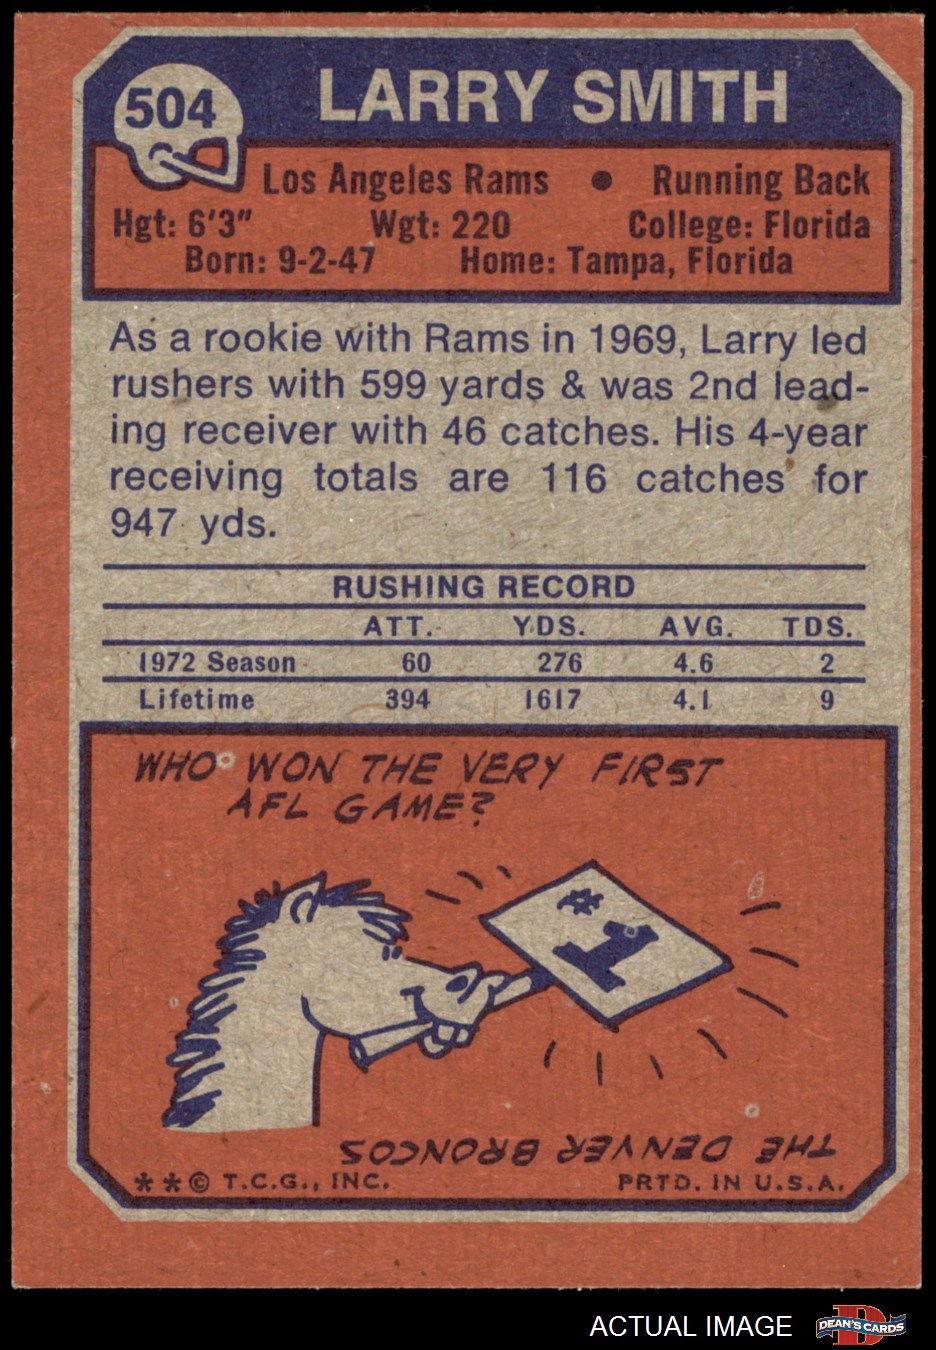 504
LARRY SMITH
Los Angeles Rams • Running Back
Hgt: 6'3" Wgt: 220 College: Florida
Born: 9-2-47 Home: Tampa, Florida
As a rookie with Rams in 1969, Larry led
rushers with 599 yards & was 2nd lead-
ing receiver with 46 catches. His 4-year
receiving totals are 116 catches for
947 yds.
RUSHING RECORD
ATT. YDS. AVG. TDS.
1972 Season 60 276 4.6 2
Lifetime 394 1617 4.1 9
WHO WON THE VERY FIRST
AFL GAME?
#1
THE DENVER BRONCOS
**© T.C.G., INC. PRTD. IN U.S.A.
ACTUAL IMAGE
DEAN'S CARDS